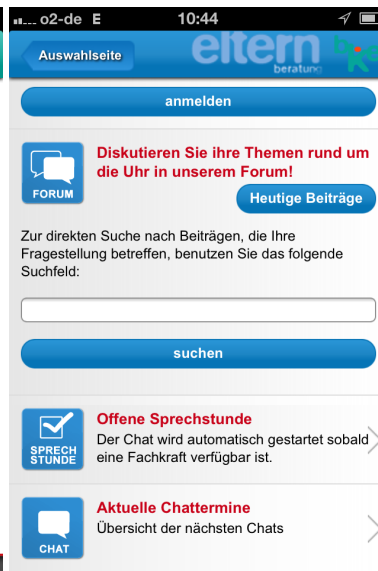 o2-de E 10:44
Auswahlseite
eltern
beratung
bke
anmelden
Diskutieren Sie ihre Themen rund um
die Uhr in unserem Forum!
FORUM
Heutige Beiträge
Zur direkten Suche nach Beiträgen, die Ihre
Fragestellung betreffen, benutzen Sie das folgende
Suchfeld:
suchen
Offene Sprechstunde
Der Chat wird automatisch gestartet sobald
eine Fachkraft verfügbar ist.
SPRECH
STUNDE
Aktuelle Chattermine
Übersicht der nächsten Chats
CHAT